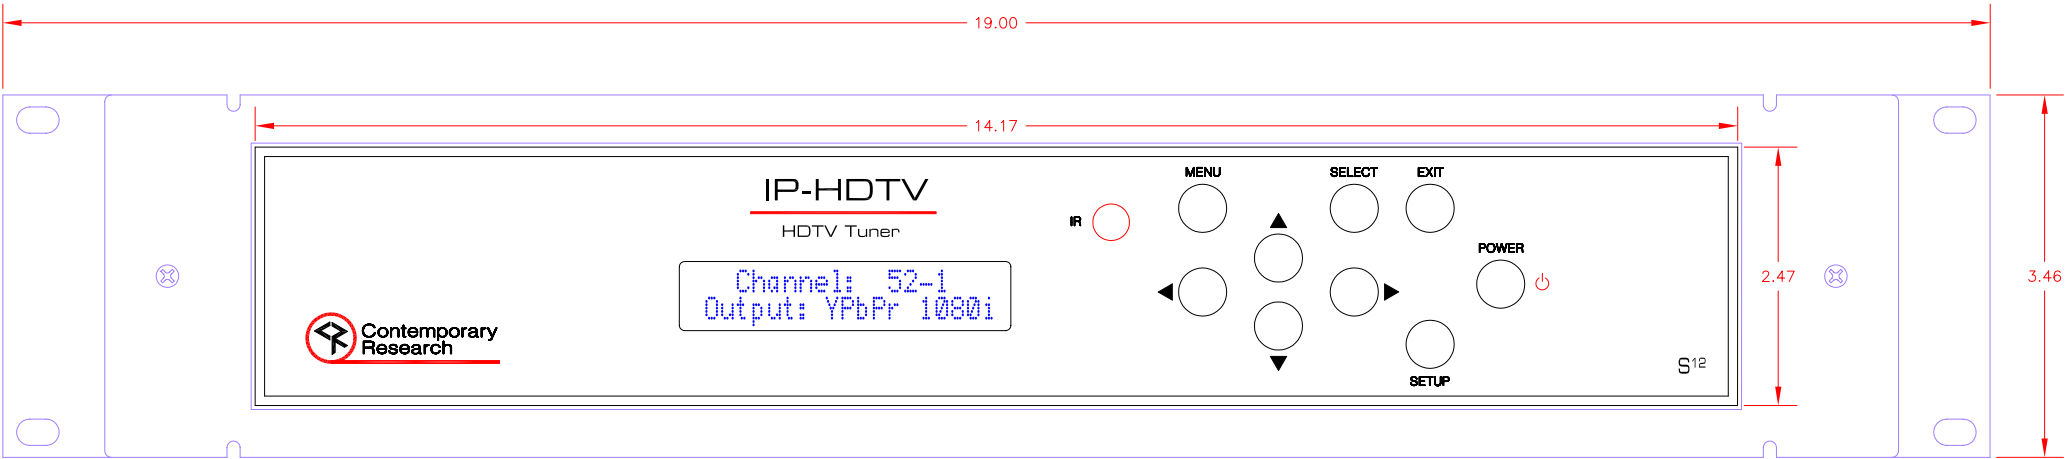 19.00
14.17
IP-HDTV
HDTV Tuner
Channel: 52-1
Output: YPbPr 1080i
Contemporary
Research
IR
MENU
SELECT
EXIT
POWER
SETUP
S12
2.47
3.46